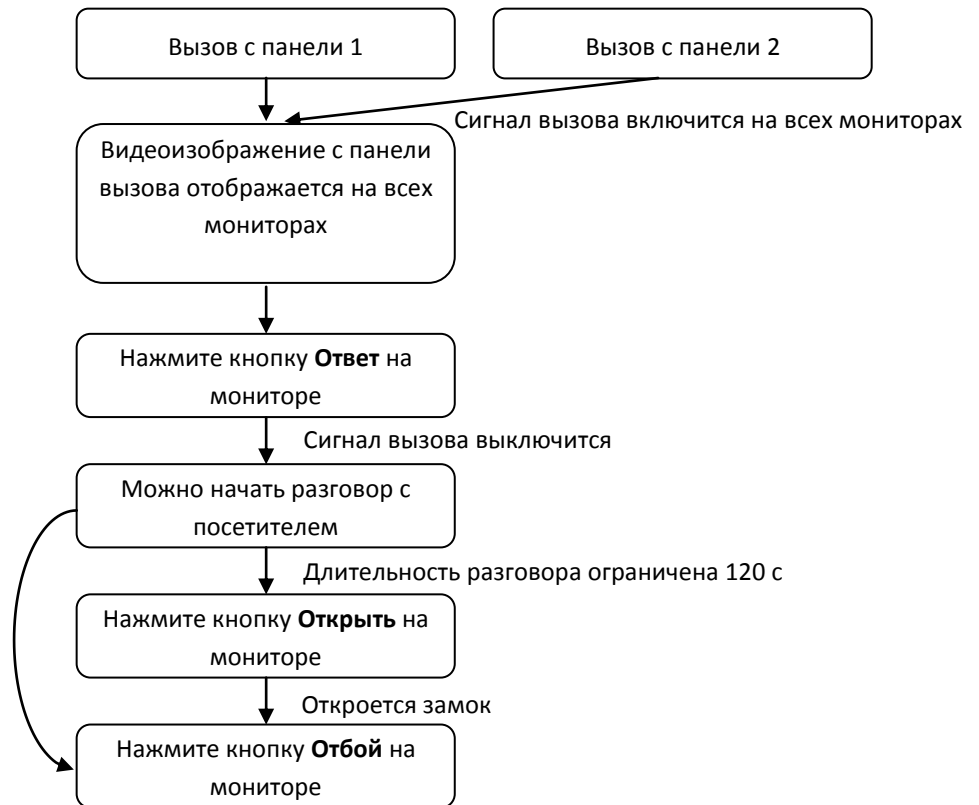 Вызов с панели 1
Вызов с панели 2
Сигнал вызова включится на всех мониторах
Видеоизображение с панели
вызова отображается на всех
мониторах
Нажмите кнопку Ответ на
мониторе
Сигнал вызова выключится
Можно начать разговор с
посетителем
Длительность разговора ограничена 120 с
Нажмите кнопку Открыть на
мониторе
Откроется замок
Нажмите кнопку Отбой на
мониторе